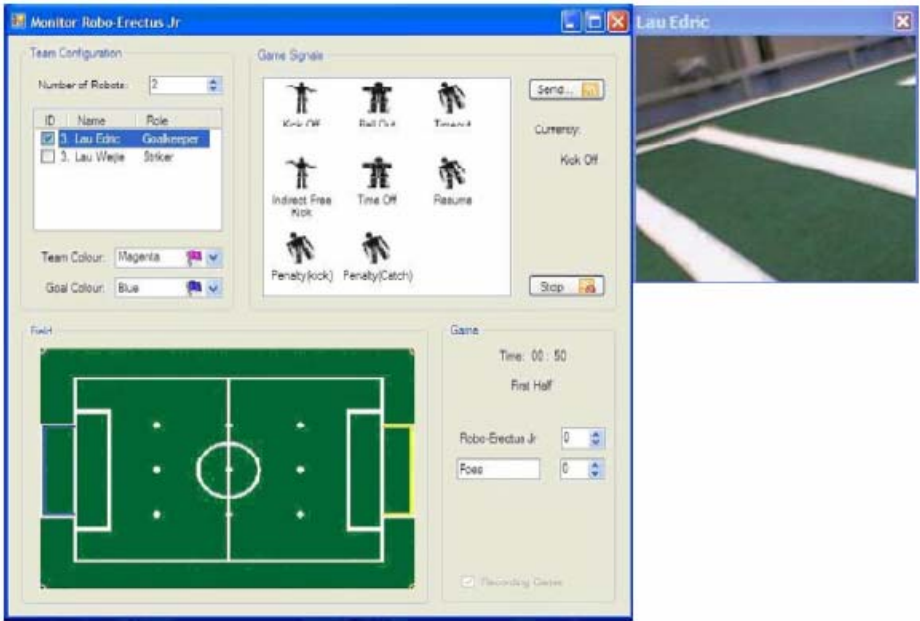 Monitor Robo-Erectus Jr
Team Configuration
Number of Robots: 2
ID Name Role
3. Lau Edric Goalkeeper
3. Lau Weijie Striker
Team Colour: Magenta
Goal Colour: Blue
Game Signals
Kick Off Ball Out Timeout
Indirect Free Kick Time Off Resume
Penalty(kick) Penalty(Catch)
Send...
Currently:
Kick Off
Stop
Lau Edric
Field
Game
Time: 00 : 50
First Half
Robo-Erectus Jr 0
Foes 0
Recording Games